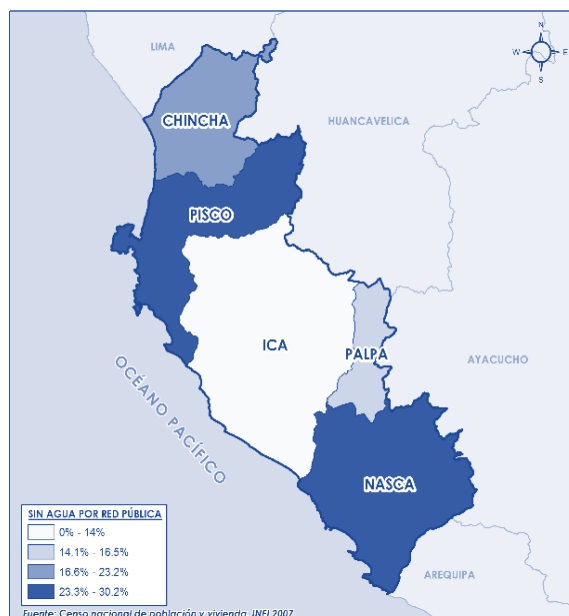 LIMA
N
W
E
S
CHINCHA
HUANCAVELICA
PISCO
ICA
PALPA
AYACUCHO
OCÉANO PACÍFICO
NASCA
AREQUIPA
SIN AGUA POR RED PÚBLICA
0% - 14%
14.1% - 16.5%
16.6% - 23.2%
23.3% - 30.2%
Fuente: Censo nacional de población y vivienda, INEI 2007